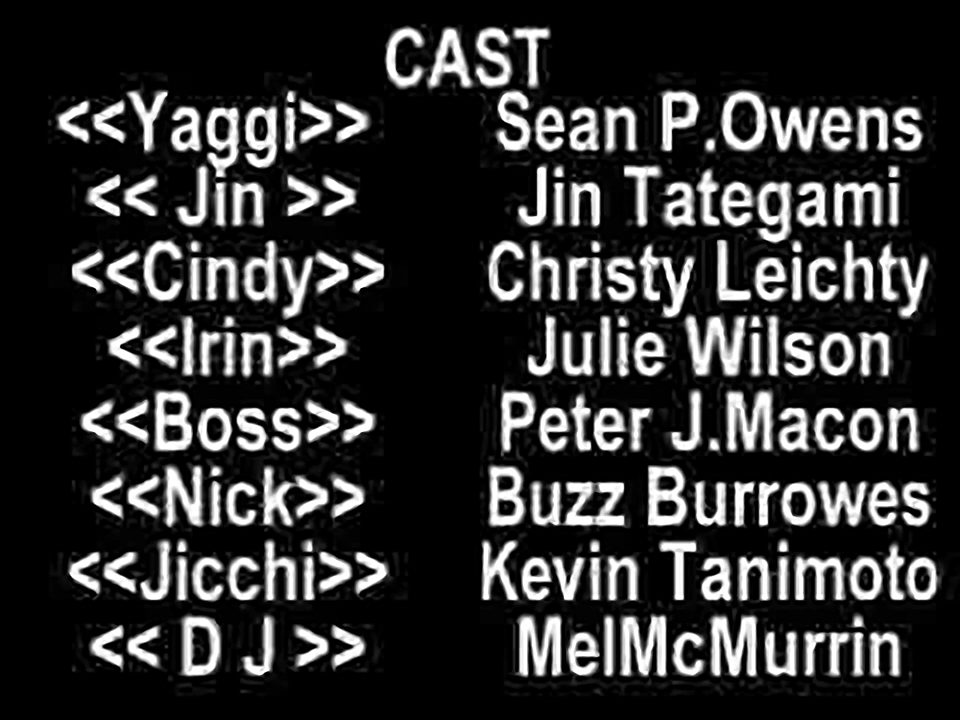 CAST
<<Yaggi>> Sean P.Owens
<< Jin >> Jin Tategami
<<Cindy>> Christy Leichty
<<Irin>> Julie Wilson
<<Boss>> Peter J.Macon
<<Nick>> Buzz Burrowes
<<Jicchi>> Kevin Tanimoto
<< D J >> MelMcMurrin